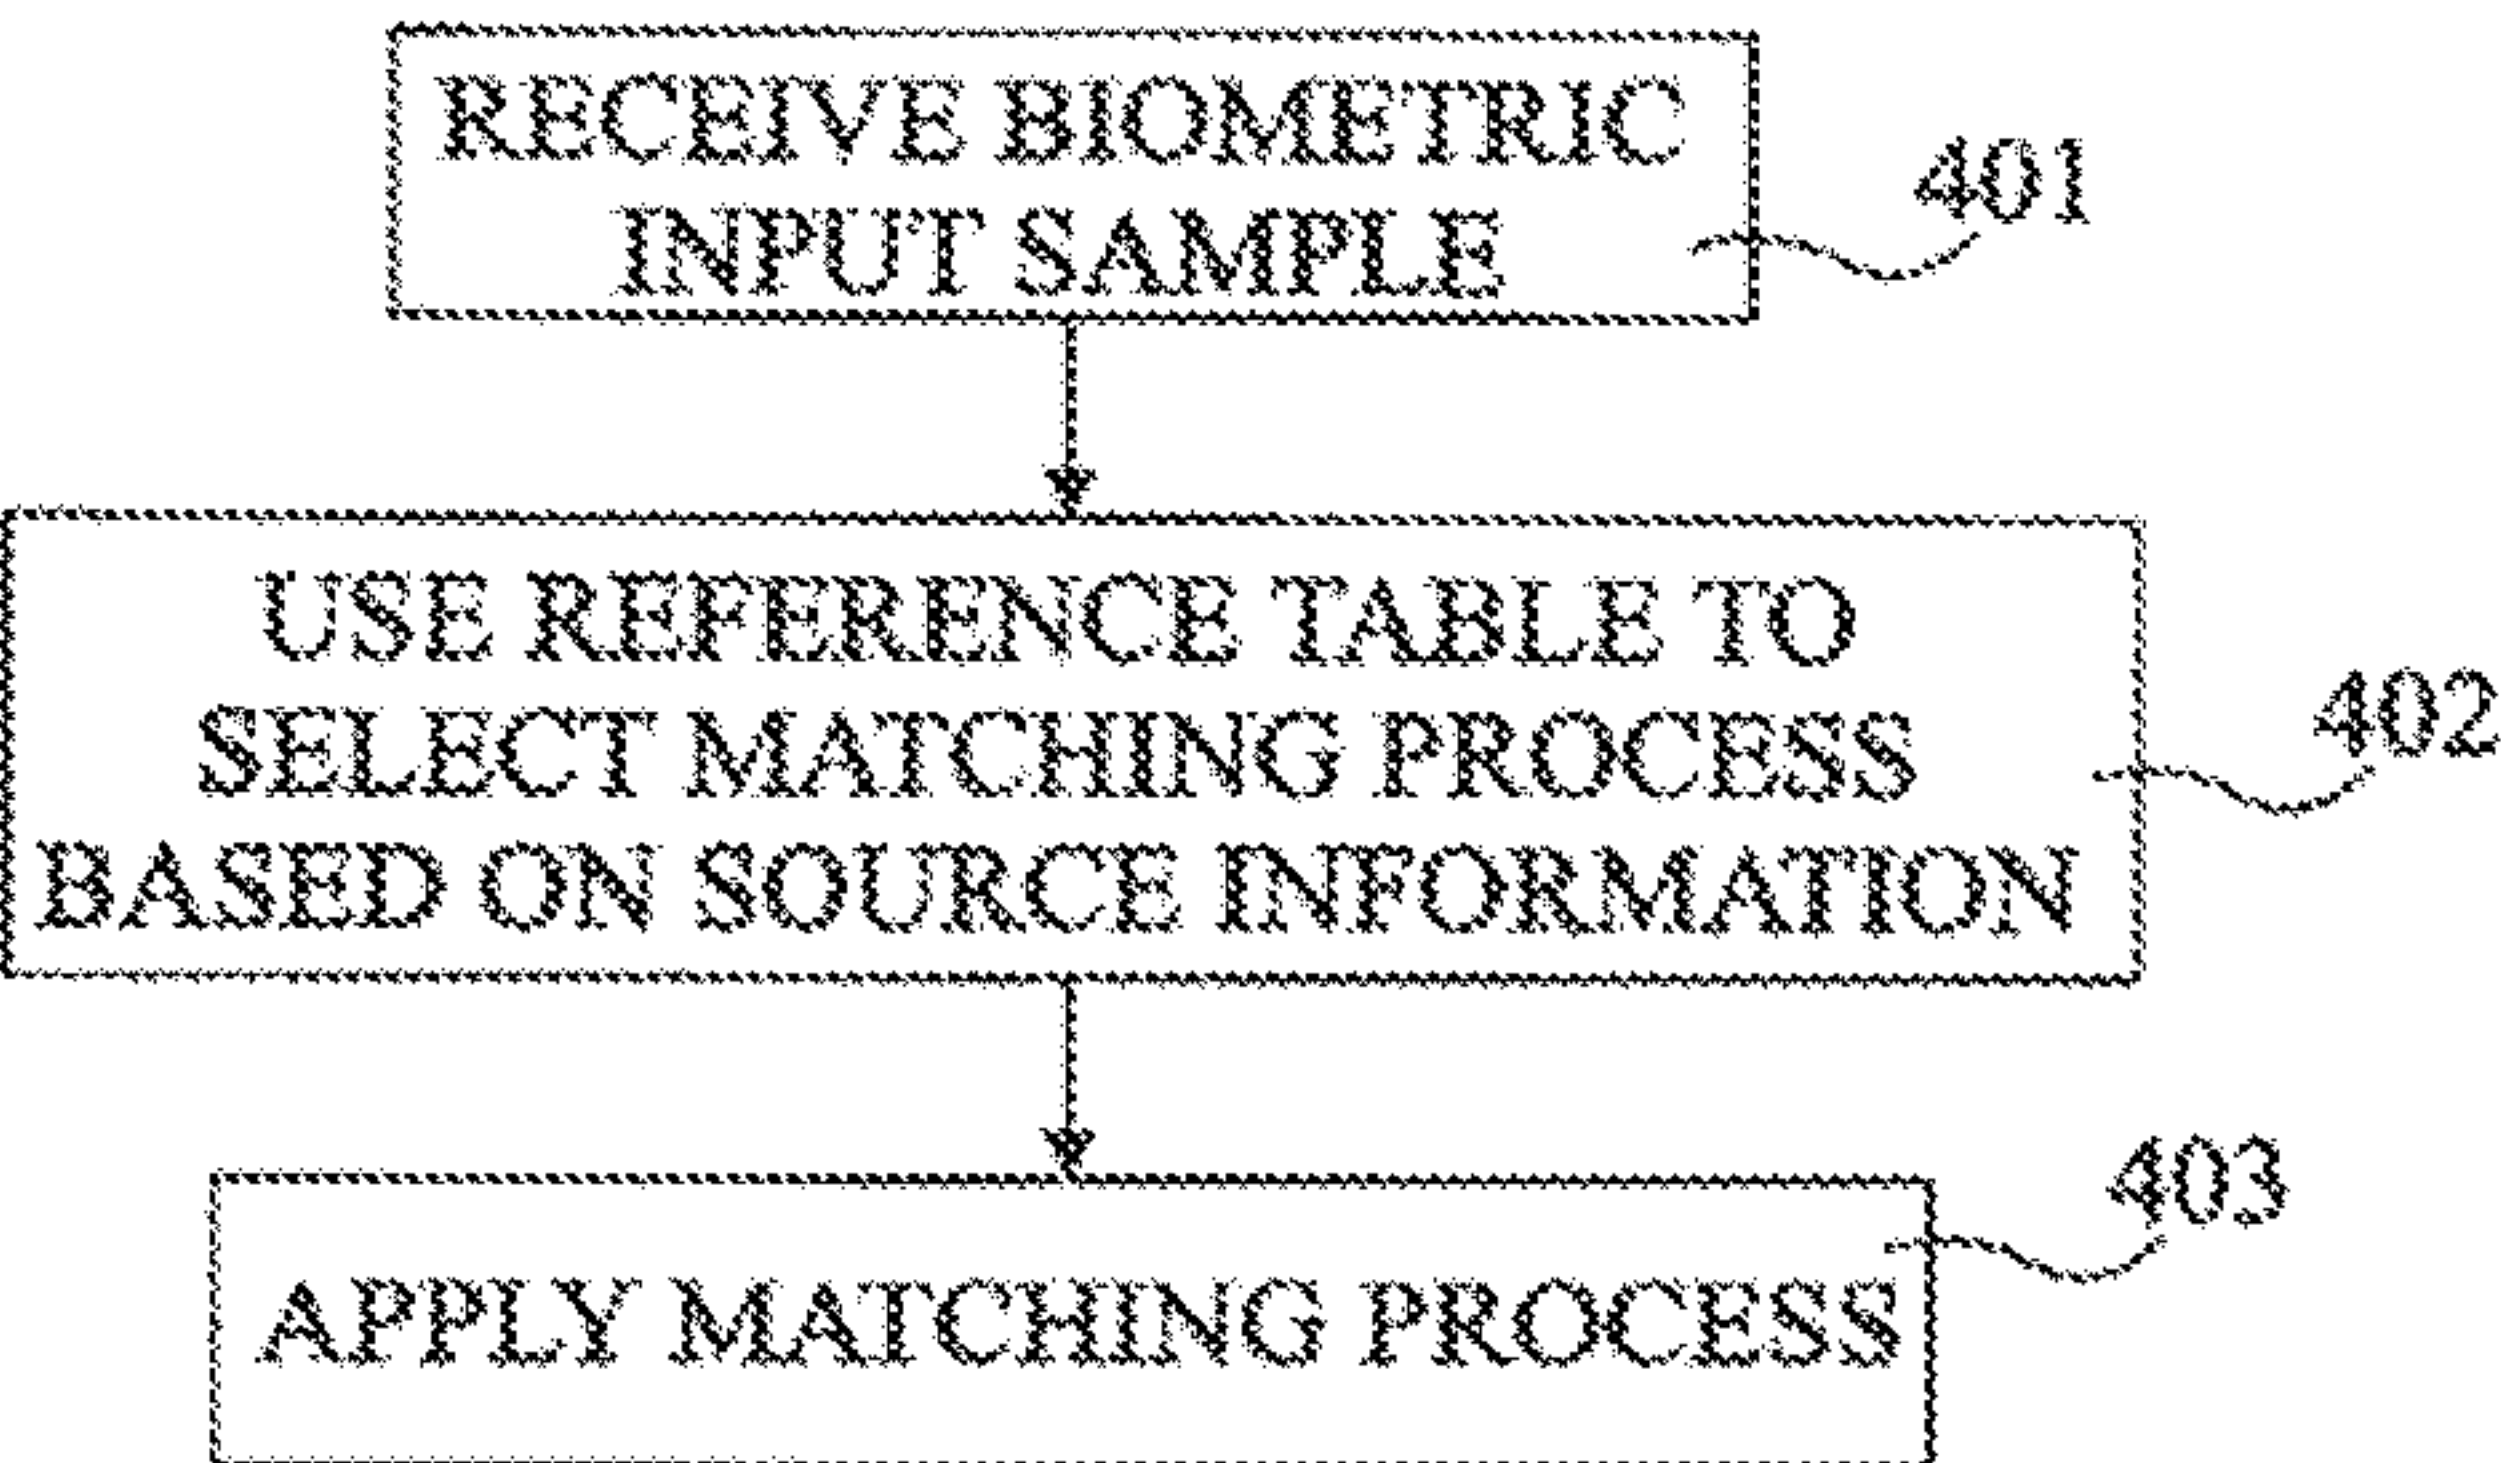 RECEIVE BIOMETRIC
INPUT SAMPLE
401
USE REFERENCE TABLE TO
SELECT MATCHING PROCESS
BASED ON SOURCE INFORMATION
402
403
APPLY MATCHING PROCESS